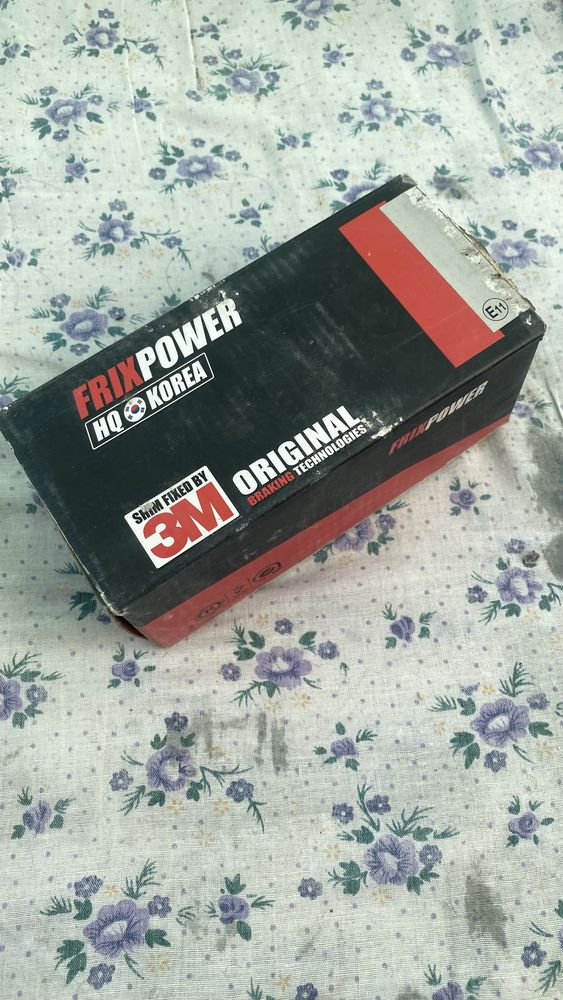 FRIXPOWER
HQ KOREA
SHIM FIXED BY
3M
ORIGINAL
BRAKING TECHNOLOGIES
E11
FRIXPOWER